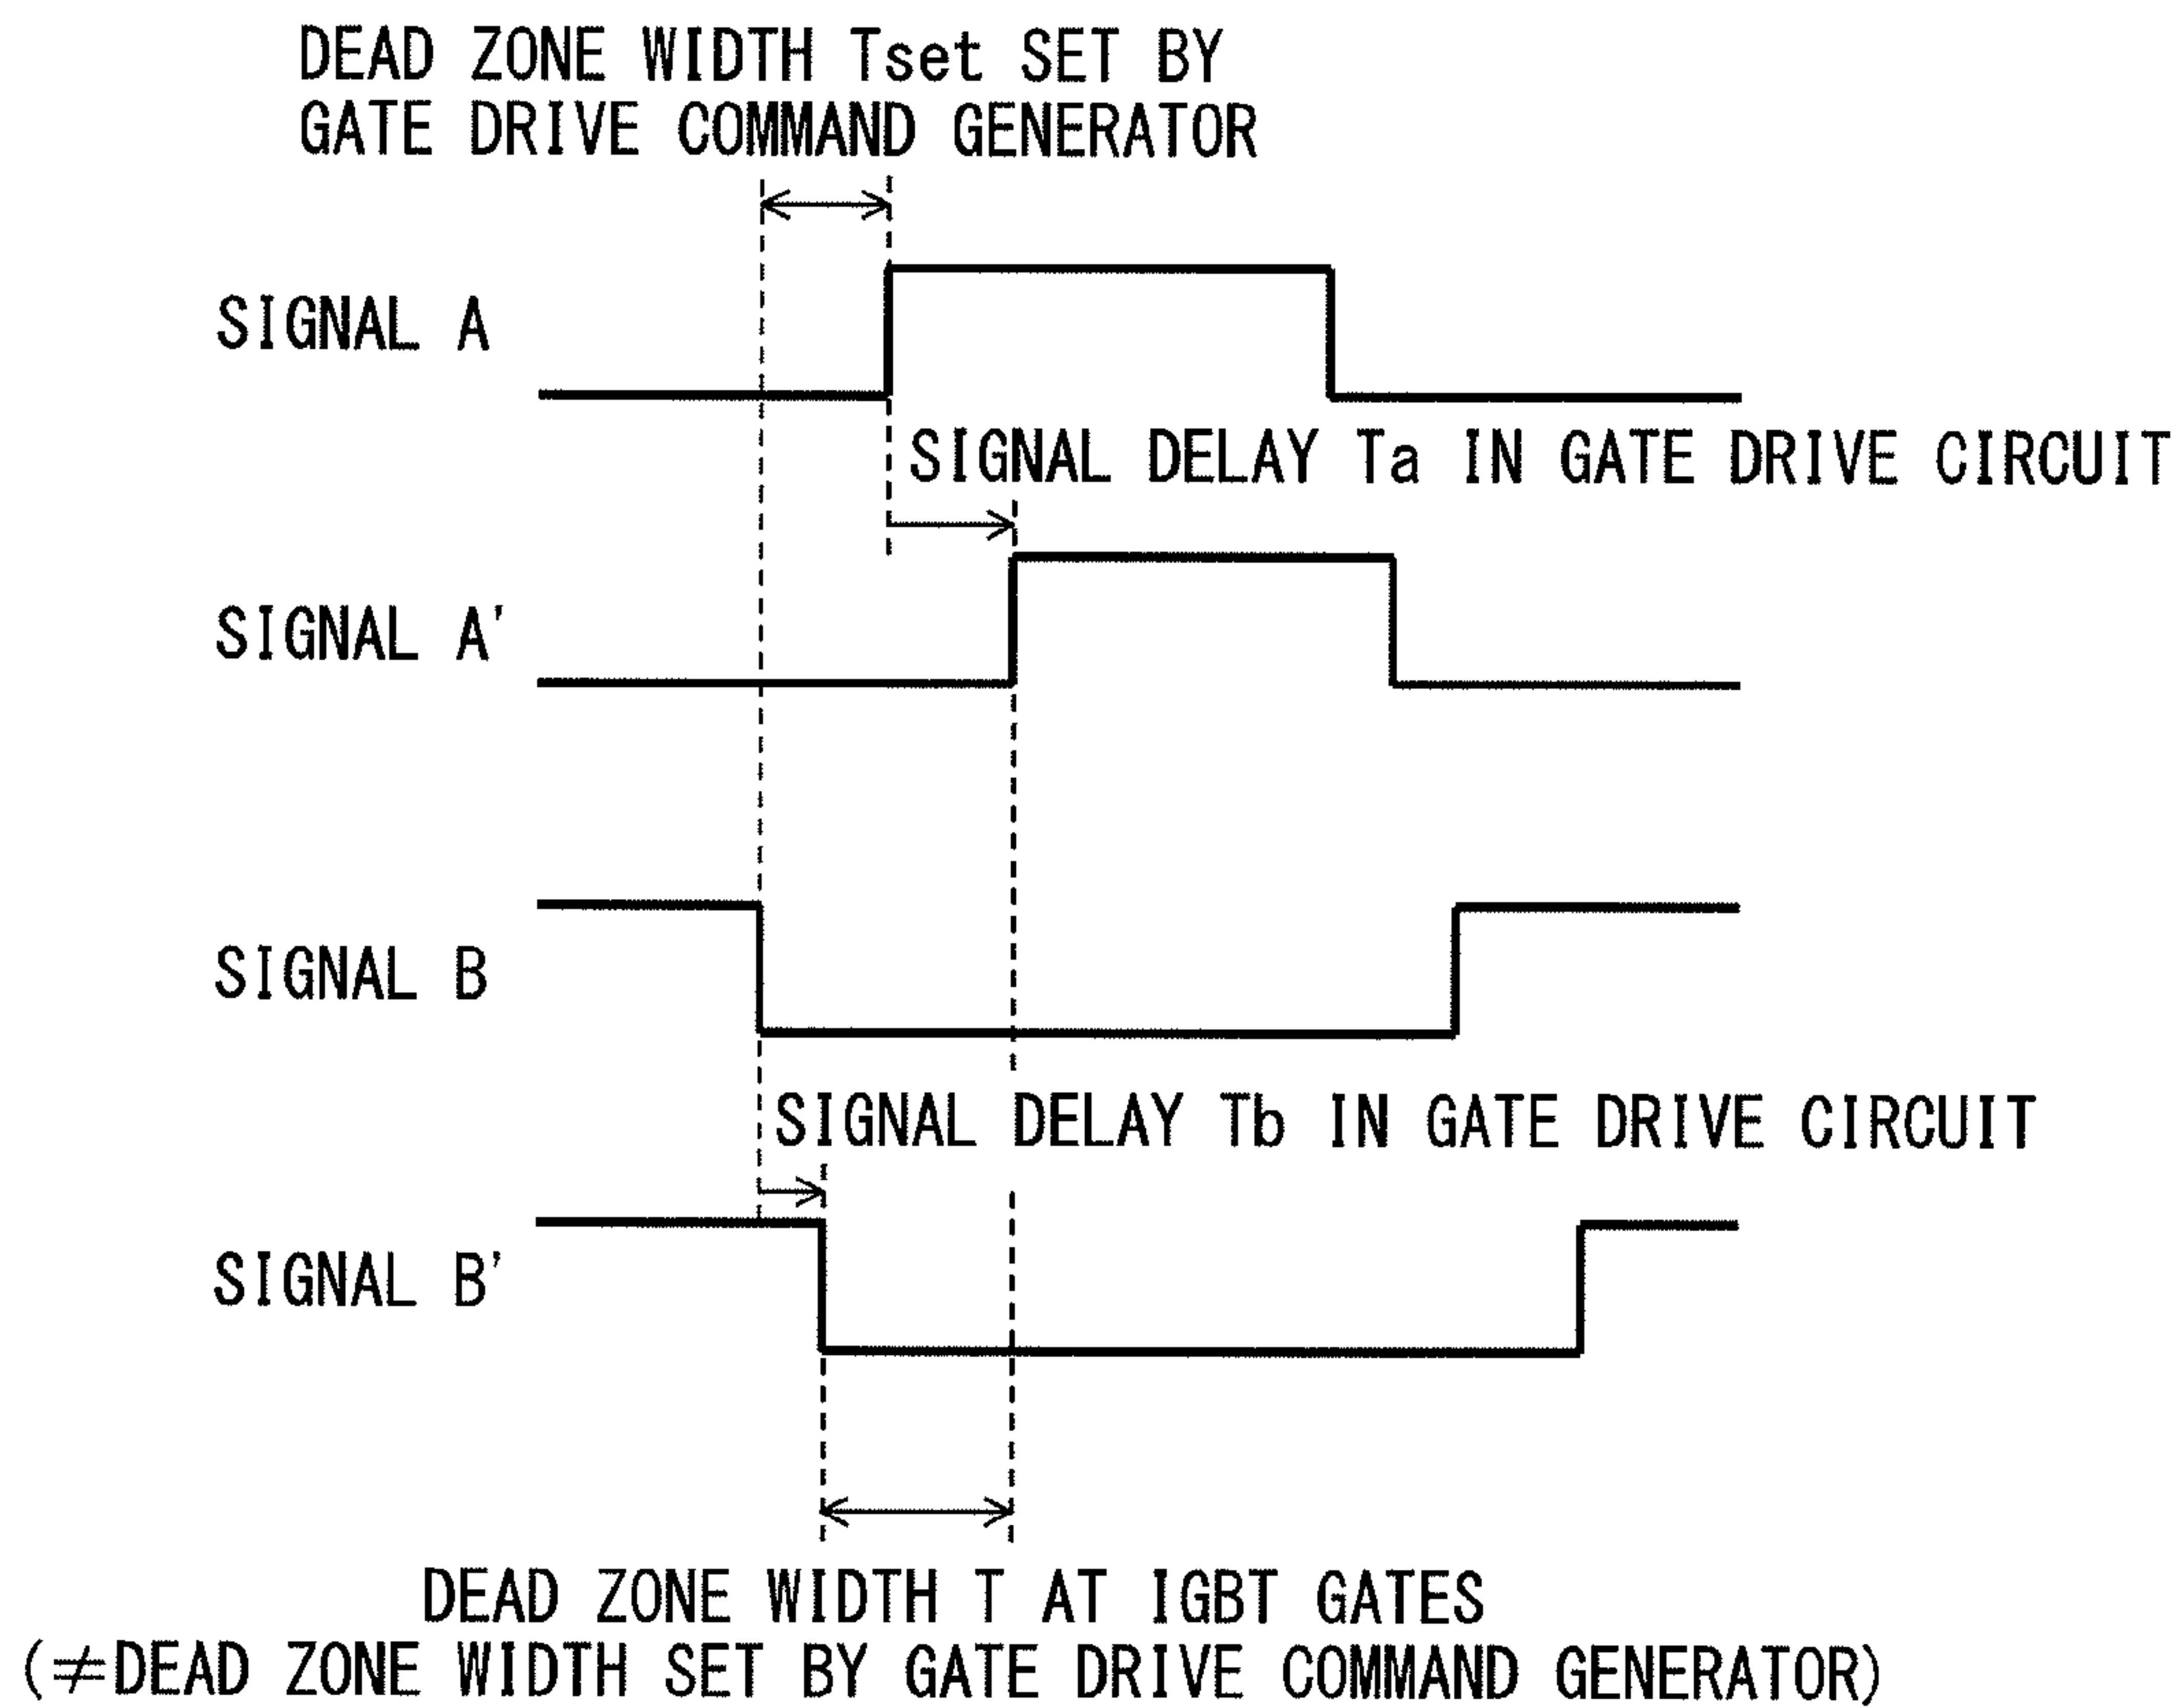 DEAD ZONE WIDTH Tset SET BY
GATE DRIVE COMMAND GENERATOR
SIGNAL A
SIGNAL DELAY Ta IN GATE DRIVE CIRCUIT
SIGNAL A'
SIGNAL B
SIGNAL DELAY Tb IN GATE DRIVE CIRCUIT
SIGNAL B'
DEAD ZONE WIDTH T AT IGBT GATES
(≠DEAD ZONE WIDTH SET BY GATE DRIVE COMMAND GENERATOR)